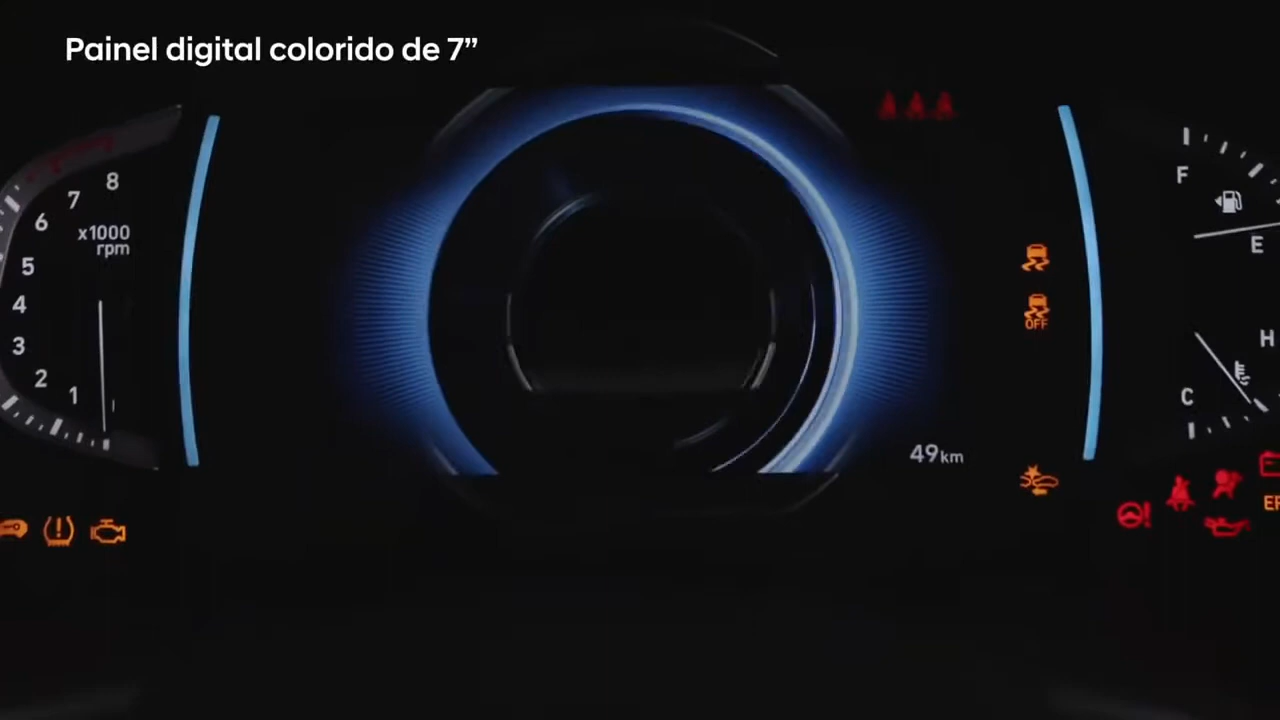 Painel digital colorido de 7”
8
7
6
x1000
rpm
5
4
3
2
1
F
E
OFF
H
C
49km